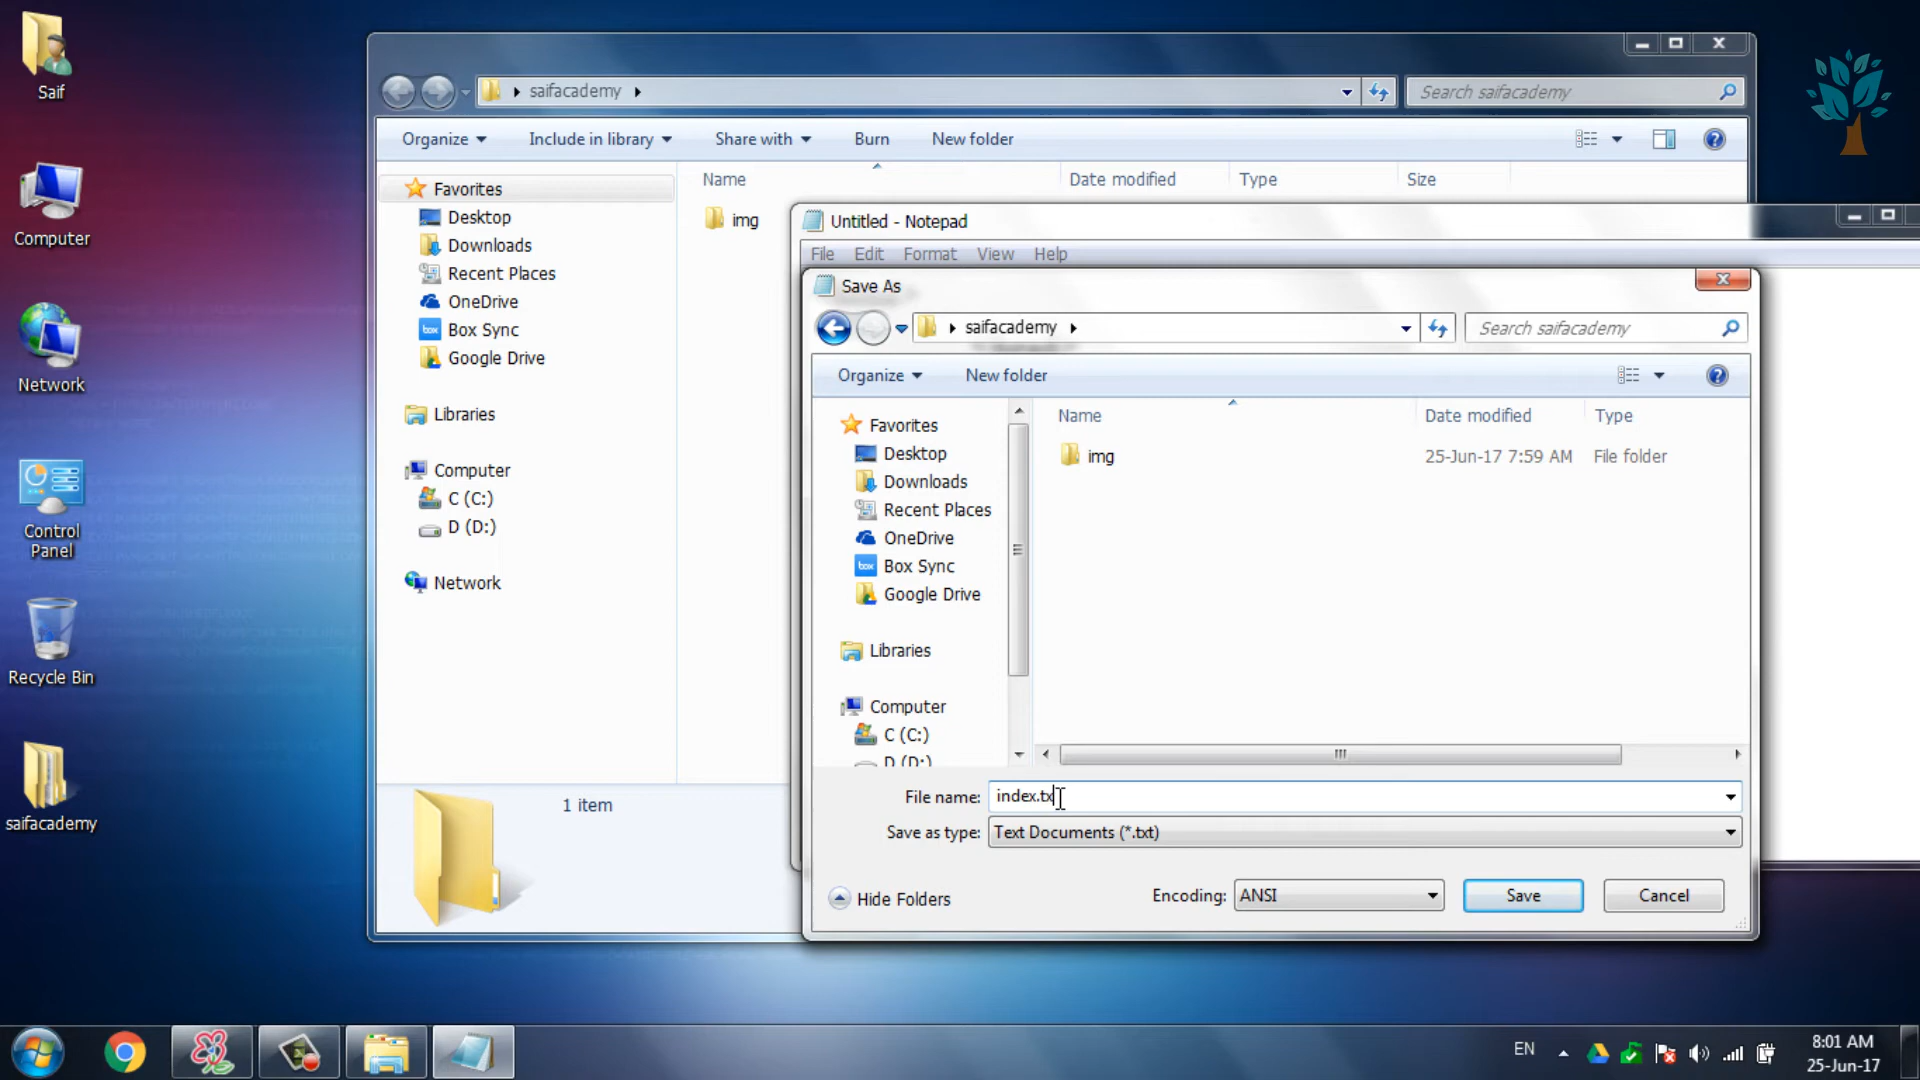 Saif
Computer
Network
Control
Panel
Recycle Bin
saifacademy
saifacademy
Search saifacademy
Organize
Include in library
Share with
Burn
New folder
Favorites
Desktop
Downloads
Recent Places
OneDrive
Box Sync
Google Drive
Libraries
Computer
C (C:)
D (D:)
Network
Name
Date modified
Type
Size
img
1 item
Untitled - Notepad
File Edit Format View Help
Save As
saifacademy
Search saifacademy
Organize
New folder
Favorites
Desktop
Downloads
Recent Places
OneDrive
Box Sync
Google Drive
Libraries
Computer
C (C:)
D (D:)
Name
Date modified
Type
img
25-Jun-17 7:59 AM
File folder
File name: index.tx
Save as type: Text Documents (*.txt)
Hide Folders
Encoding: ANSI
Save
Cancel
EN
8:01 AM
25-Jun-17